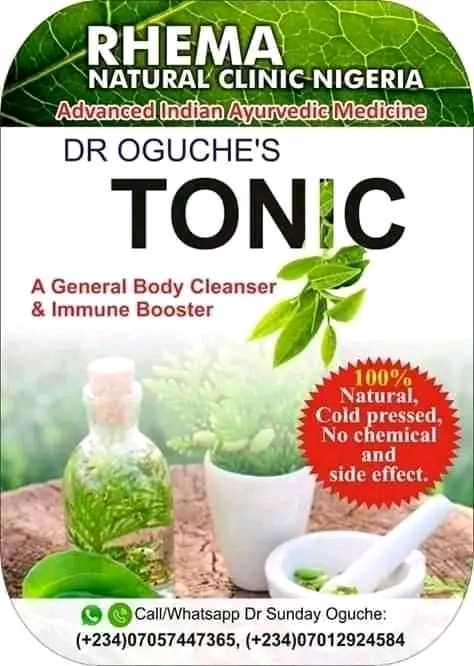 RHEMA
NATURAL CLINIC NIGERIA
Advanced Indian Ayurvedic Medicine
DR OGUCHE'S
TONIC
A General Body Cleanser
& Immune Booster
100%
Natural,
Cold pressed,
No chemical
and
side effect.
Call/Whatsapp Dr Sunday Oguche:
(+234)07057447365, (+234)07012924584